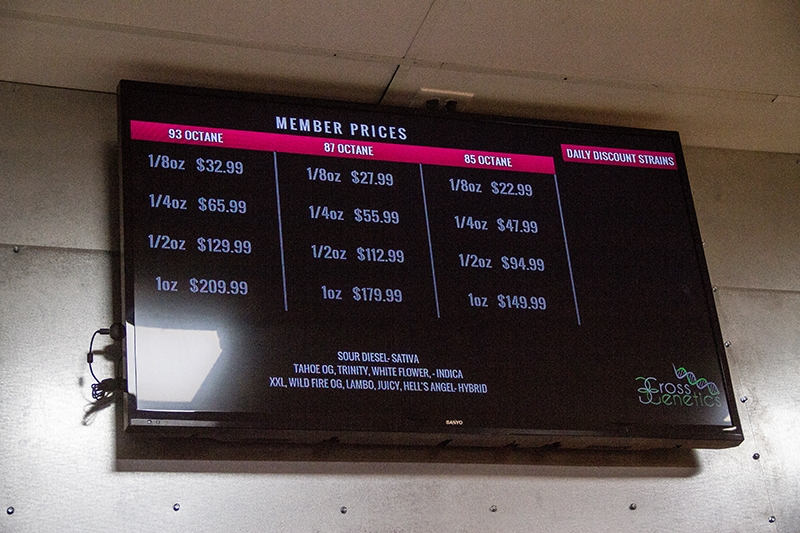 MEMBER PRICES
93 OCTANE
1/8oz $32.99
1/4oz $65.99
1/2oz $129.99
1oz $209.99
87 OCTANE
1/8oz $27.99
1/4oz $55.99
1/2oz $112.99
1oz $179.99
85 OCTANE
1/8oz $22.99
1/4oz $47.99
1/2oz $94.99
1oz $149.99
DAILY DISCOUNT STRAINS
SOUR DIESEL- SATIVA
TAHOE OG, TRINITY, WHITE FLOWER, - INDICA
XXL, WILD FIRE OG, LAMBO, JUICY, HELL'S ANGEL- HYBRID
Cross
Genetics
SANYO